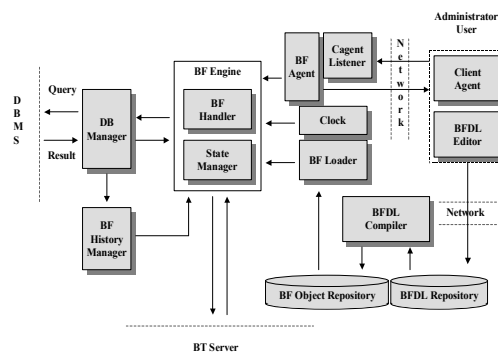 Administrator
User
D
B
M
S
Query
Result
DB
Manager
BF
History
Manager
BF Engine
BF
Handler
State
Manager
BF
Agent
Cagent
Listener
Clock
BF Loader
N
e
t
w
o
r
k
Client
Agent
BFDL
Editor
BFDL
Compiler
Network
BF Object Repository
BFDL Repository
BT Server